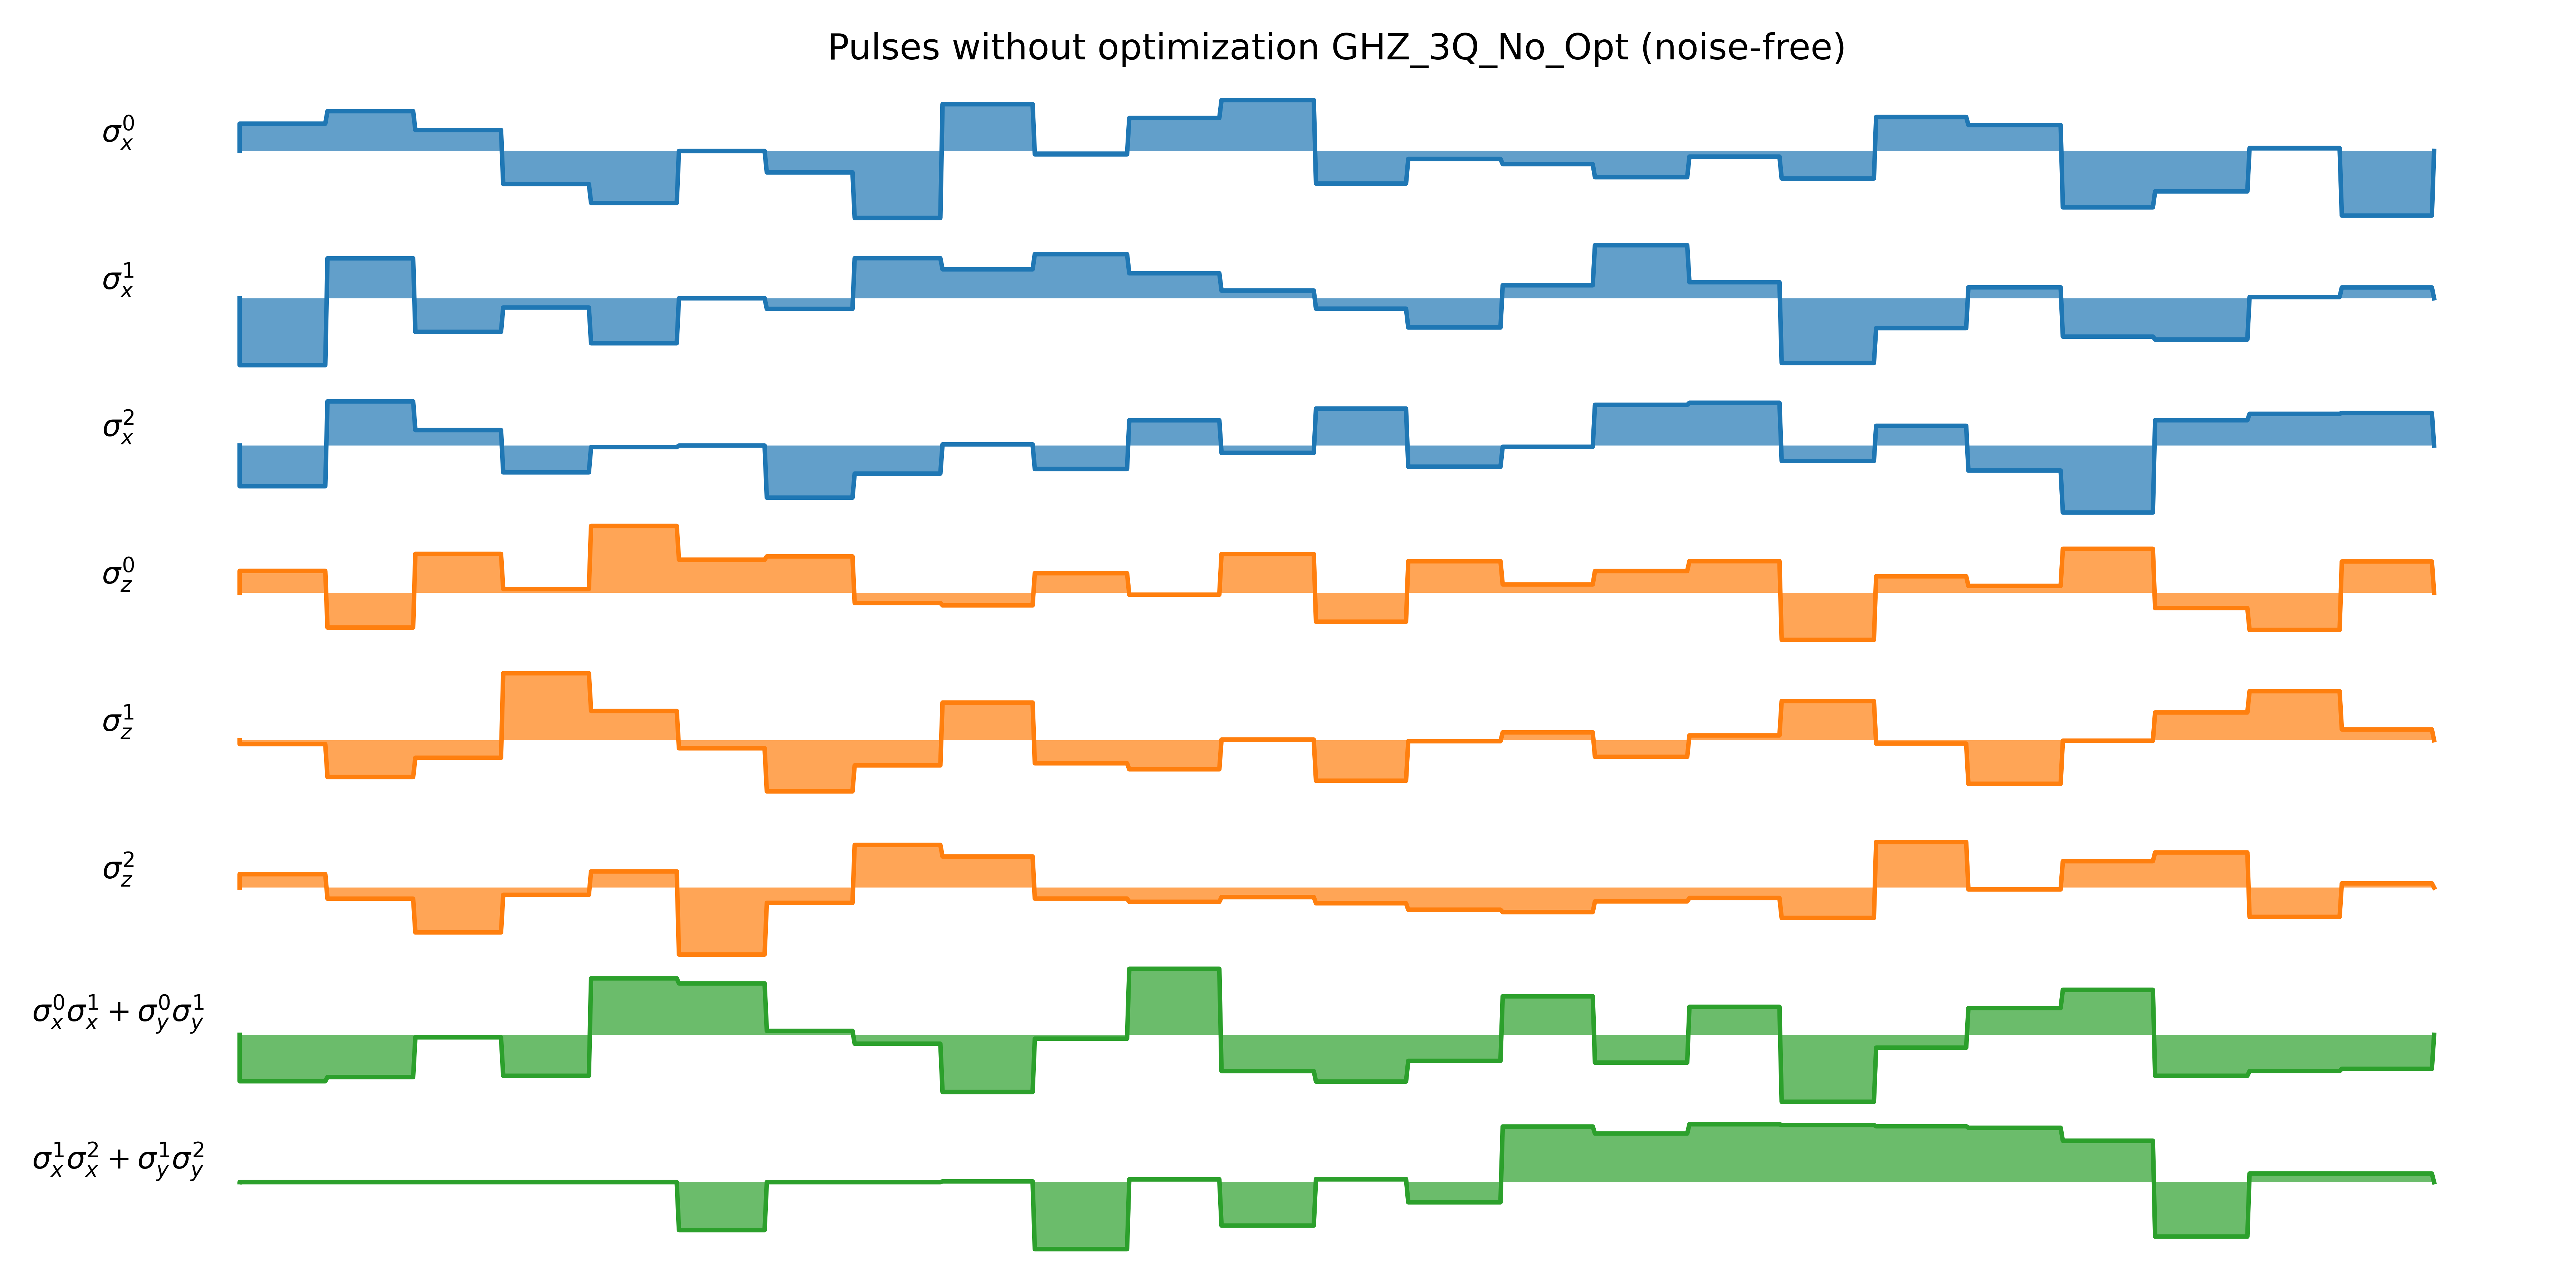 Pulses without optimization GHZ_3Q_No_Opt (noise-free)
σ_x^0
σ_x^1
σ_x^2
σ_z^0
σ_z^1
σ_z^2
σ_x^0σ_x^1 + σ_y^0σ_y^1
σ_x^1σ_x^2 + σ_y^1σ_y^2